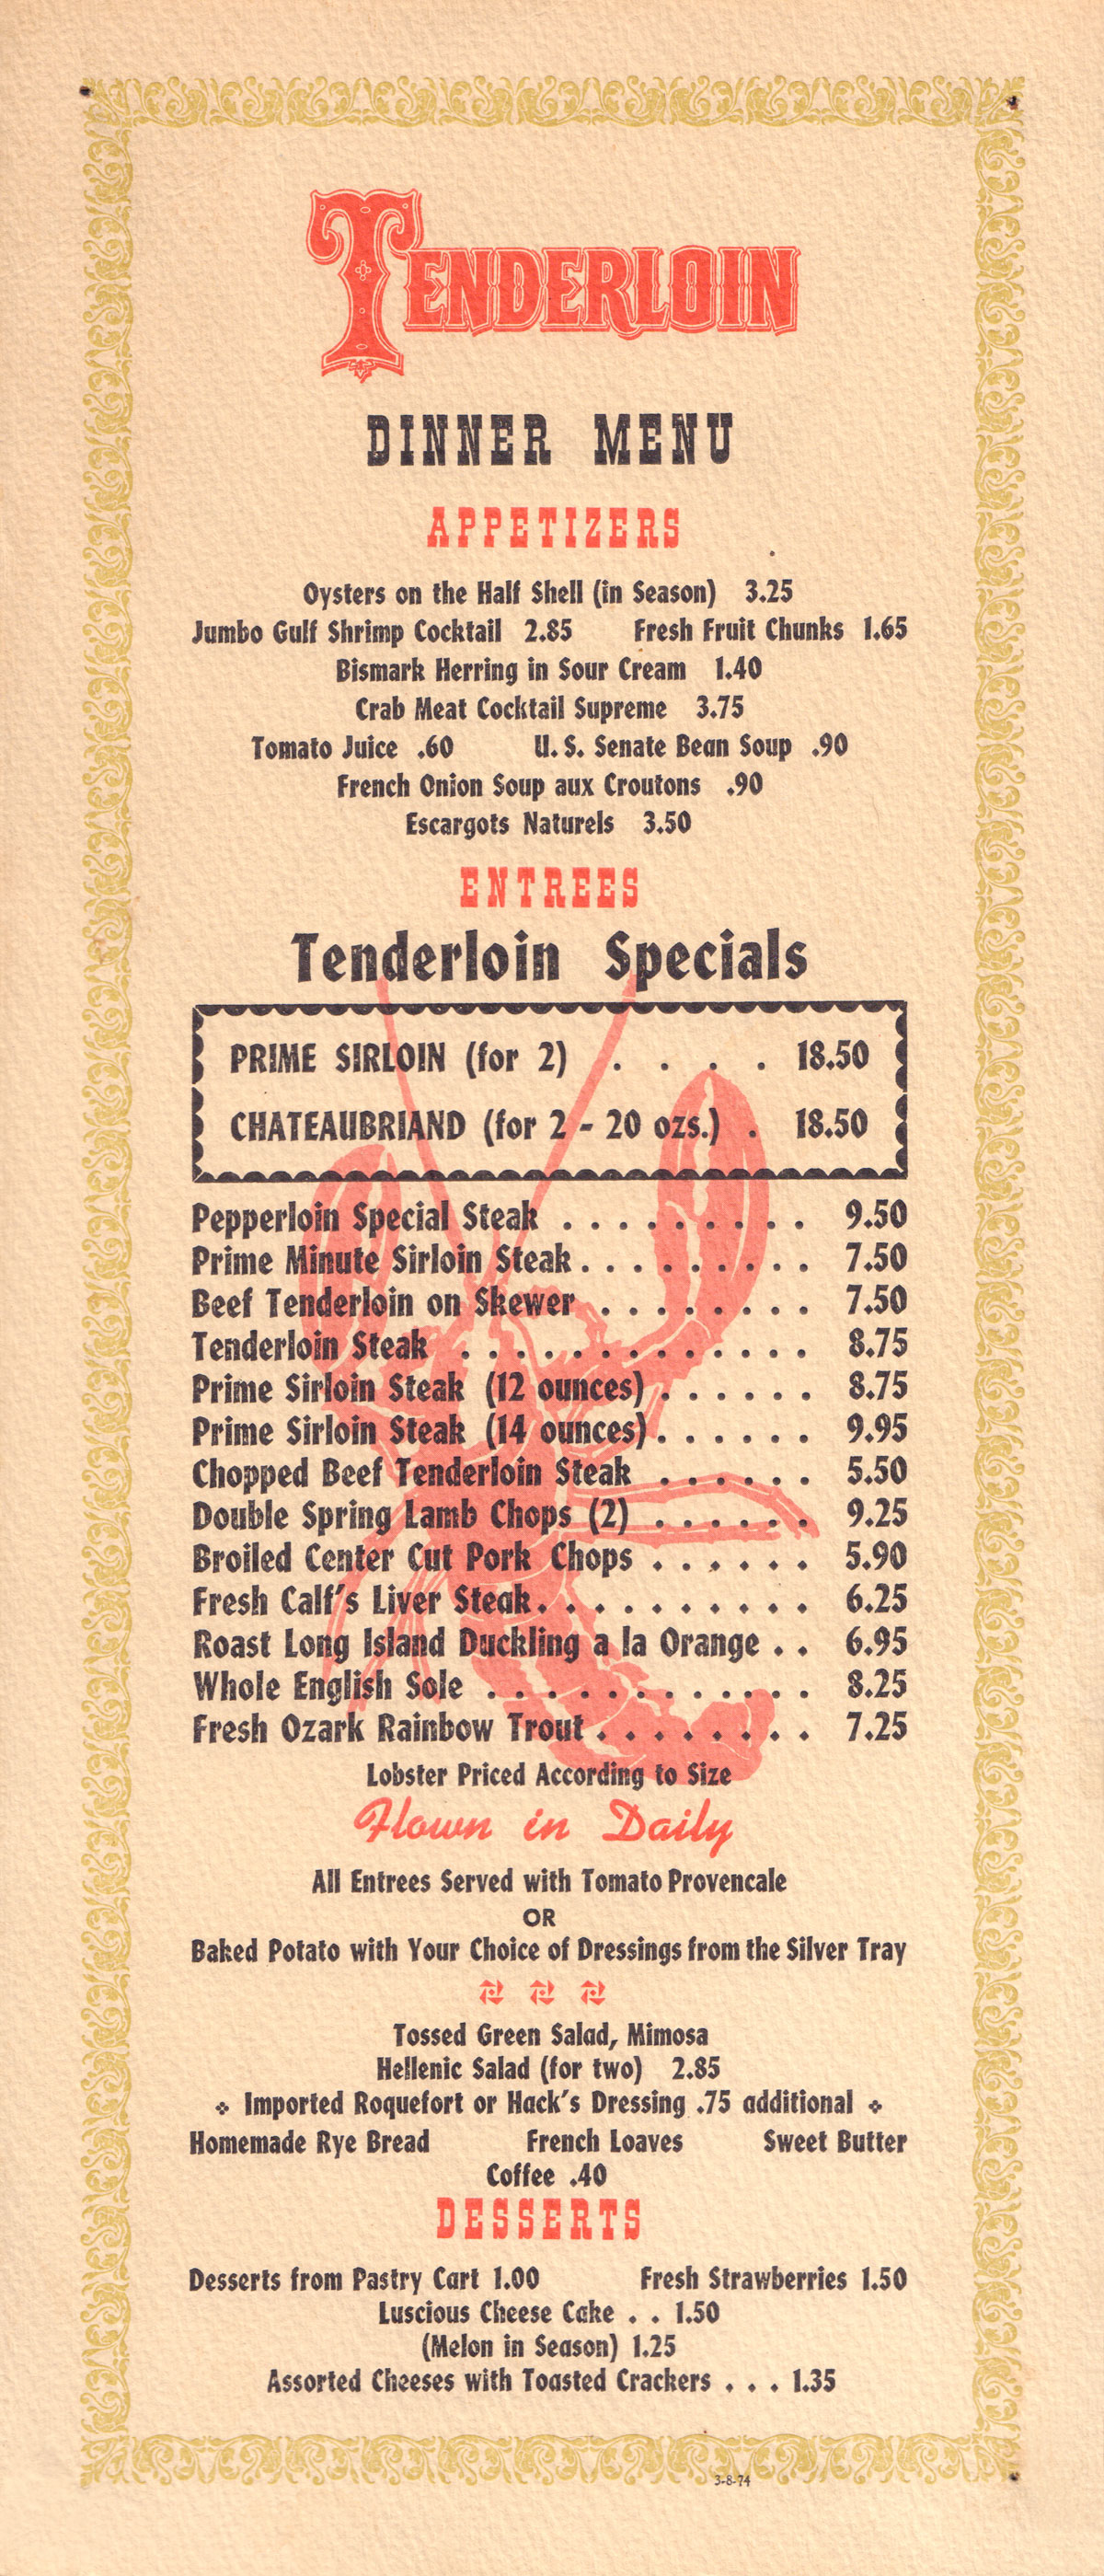 TENDERLOIN
DINNER MENU
APPETIZERS
Oysters on the Half Shell (in Season) 3.25
Jumbo Gulf Shrimp Cocktail 2.85 Fresh Fruit Chunks 1.65
Bismark Herring in Sour Cream 1.40
Crab Meat Cocktail Supreme 3.75
Tomato Juice .60 U. S. Senate Bean Soup .90
French Onion Soup aux Croutons .90
Escargots Naturels 3.50
ENTREES
Tenderloin Specials
PRIME SIRLOIN (for 2) . . . . 18.50
CHATEAUBRIAND (for 2 - 20 ozs.) . 18.50
Pepperloin Special Steak . . . . . . . . . . 9.50
Prime Minute Sirloin Steak . . . . . . . . . 7.50
Beef Tenderloin on Skewer . . . . . . . . 7.50
Tenderloin Steak . . . . . . . . . . . . . 8.75
Prime Sirloin Steak (12 ounces) . . . . . . 8.75
Prime Sirloin Steak (14 ounces) . . . . . . 9.95
Chopped Beef Tenderloin Steak . . . . . . 5.50
Double Spring Lamb Chops (2) . . . . . . 9.25
Broiled Center Cut Pork Chops . . . . . . 5.90
Fresh Calf's Liver Steak . . . . . . . . . . 6.25
Roast Long Island Duckling a la Orange . . 6.95
Whole English Sole . . . . . . . . . . . . 8.25
Fresh Ozark Rainbow Trout . . . . . . . . 7.25
Lobster Priced According to Size
Flown in Daily
All Entrees Served with Tomato Provencale
OR
Baked Potato with Your Choice of Dressings from the Silver Tray
Tossed Green Salad, Mimosa
Hellenic Salad (for two) 2.85
Imported Roquefort or Hack's Dressing .75 additional
Homemade Rye Bread French Loaves Sweet Butter
Coffee .40
DESSERTS
Desserts from Pastry Cart 1.00 Fresh Strawberries 1.50
Luscious Cheese Cake . . 1.50
(Melon in Season) 1.25
Assorted Cheeses with Toasted Crackers . . . 1.35
3-8-74